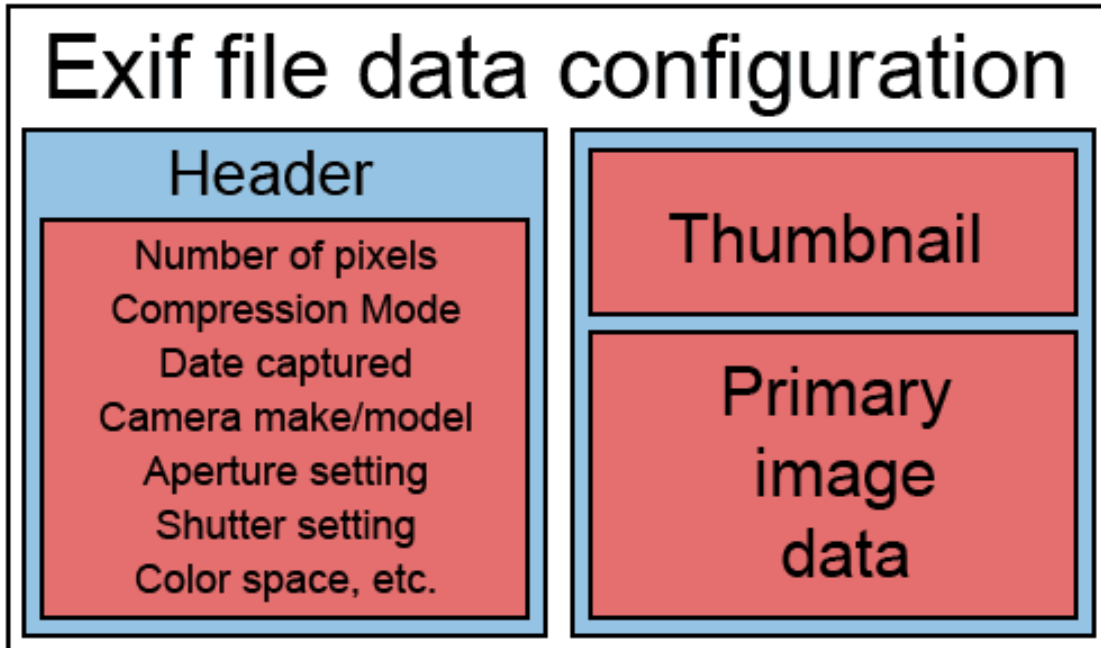 Exif file data configuration
Header
Number of pixels
Compression Mode
Date captured
Camera make/model
Aperture setting
Shutter setting
Color space, etc.
Thumbnail
Primary
image
data